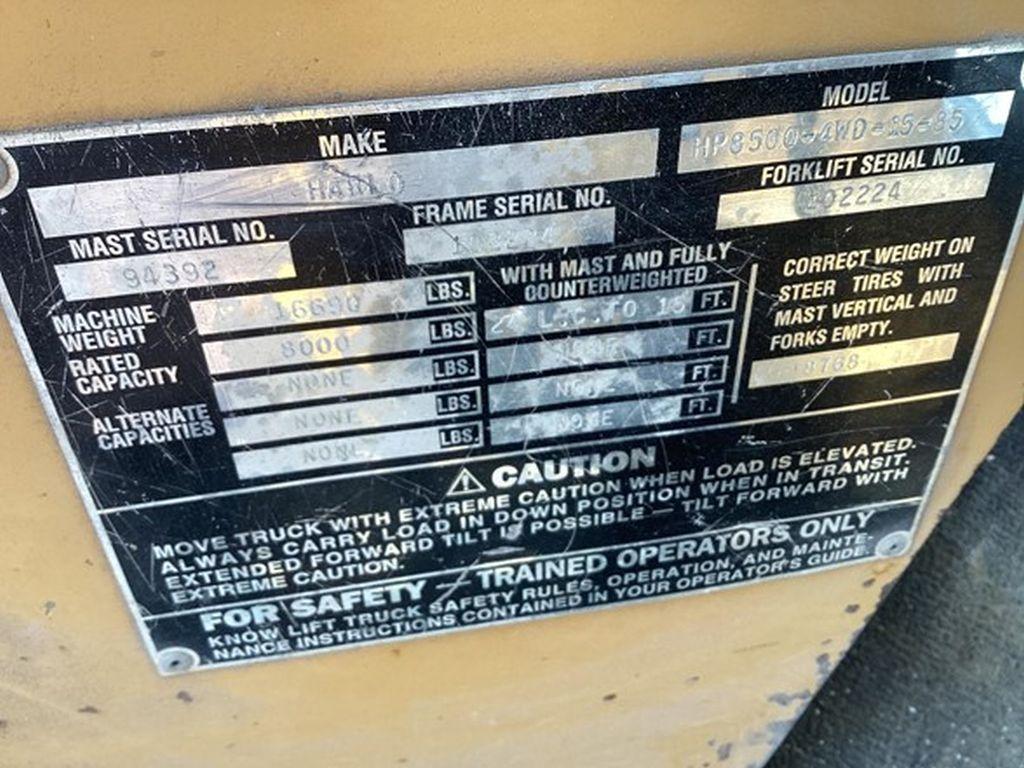 MAKE
MODEL
HP8500-4WD-15-85
MAST SERIAL NO.
94392
FRAME SERIAL NO.
FORKLIFT SERIAL NO.
MACHINE WEIGHT
16690 LBS.
RATED CAPACITY
8000 LBS.
ALTERNATE CAPACITIES
NONE LBS.
NONE LBS.
NONE LBS.
WITH MAST AND FULLY
COUNTERWEIGHTED
L.C. TO 15 FT.
FT.
NONE FT.
NONE FT.
CORRECT WEIGHT ON
STEER TIRES WITH
MAST VERTICAL AND
FORKS EMPTY.
CAUTION
MOVE TRUCK WITH EXTREME CAUTION WHEN LOAD IS ELEVATED.
ALWAYS CARRY LOAD IN DOWN POSITION WHEN IN TRANSIT.
EXTENDED FORWARD TILT IS POSSIBLE — TILT FORWARD WITH
EXTREME CAUTION.
FOR SAFETY — TRAINED OPERATORS ONLY
KNOW LIFT TRUCK SAFETY RULES, OPERATION, AND MAINTE-
NANCE INSTRUCTIONS CONTAINED IN YOUR OPERATOR'S GUIDE.